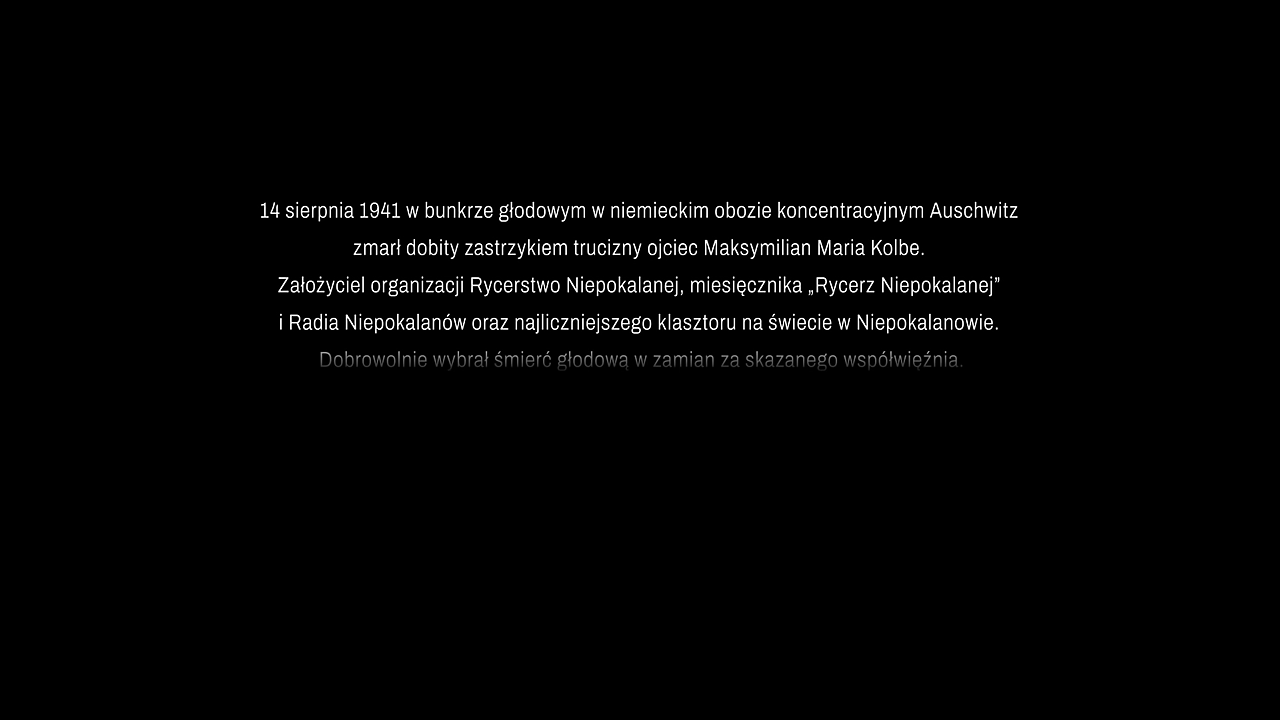 14 sierpnia 1941 w bunkrze głodowym w niemieckim obozie koncentracyjnym Auschwitz
zmarł dobity zastrzykiem trucizny ojciec Maksymilian Maria Kolbe.
Założyciel organizacji Rycerstwo Niepokalanej, miesięcznika „Rycerz Niepokalanej”
i Radia Niepokalanów oraz najliczniejszego klasztoru na świecie w Niepokalanowie.
Dobrowolnie wybrał śmierć głodową w zamian za skazanego współwięźnia.